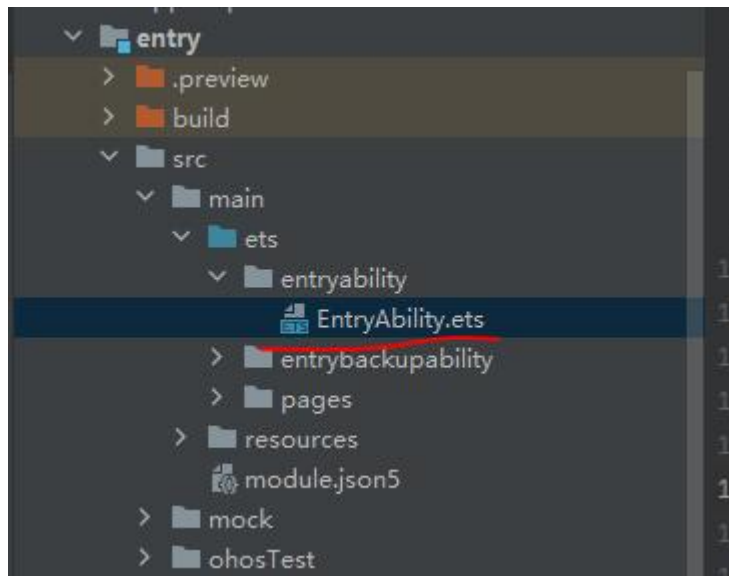 entry
.preview
build
src
main
ets
entryability
EntryAbility.ets
entrybackupability
pages
resources
module.json5
mock
ohosTest